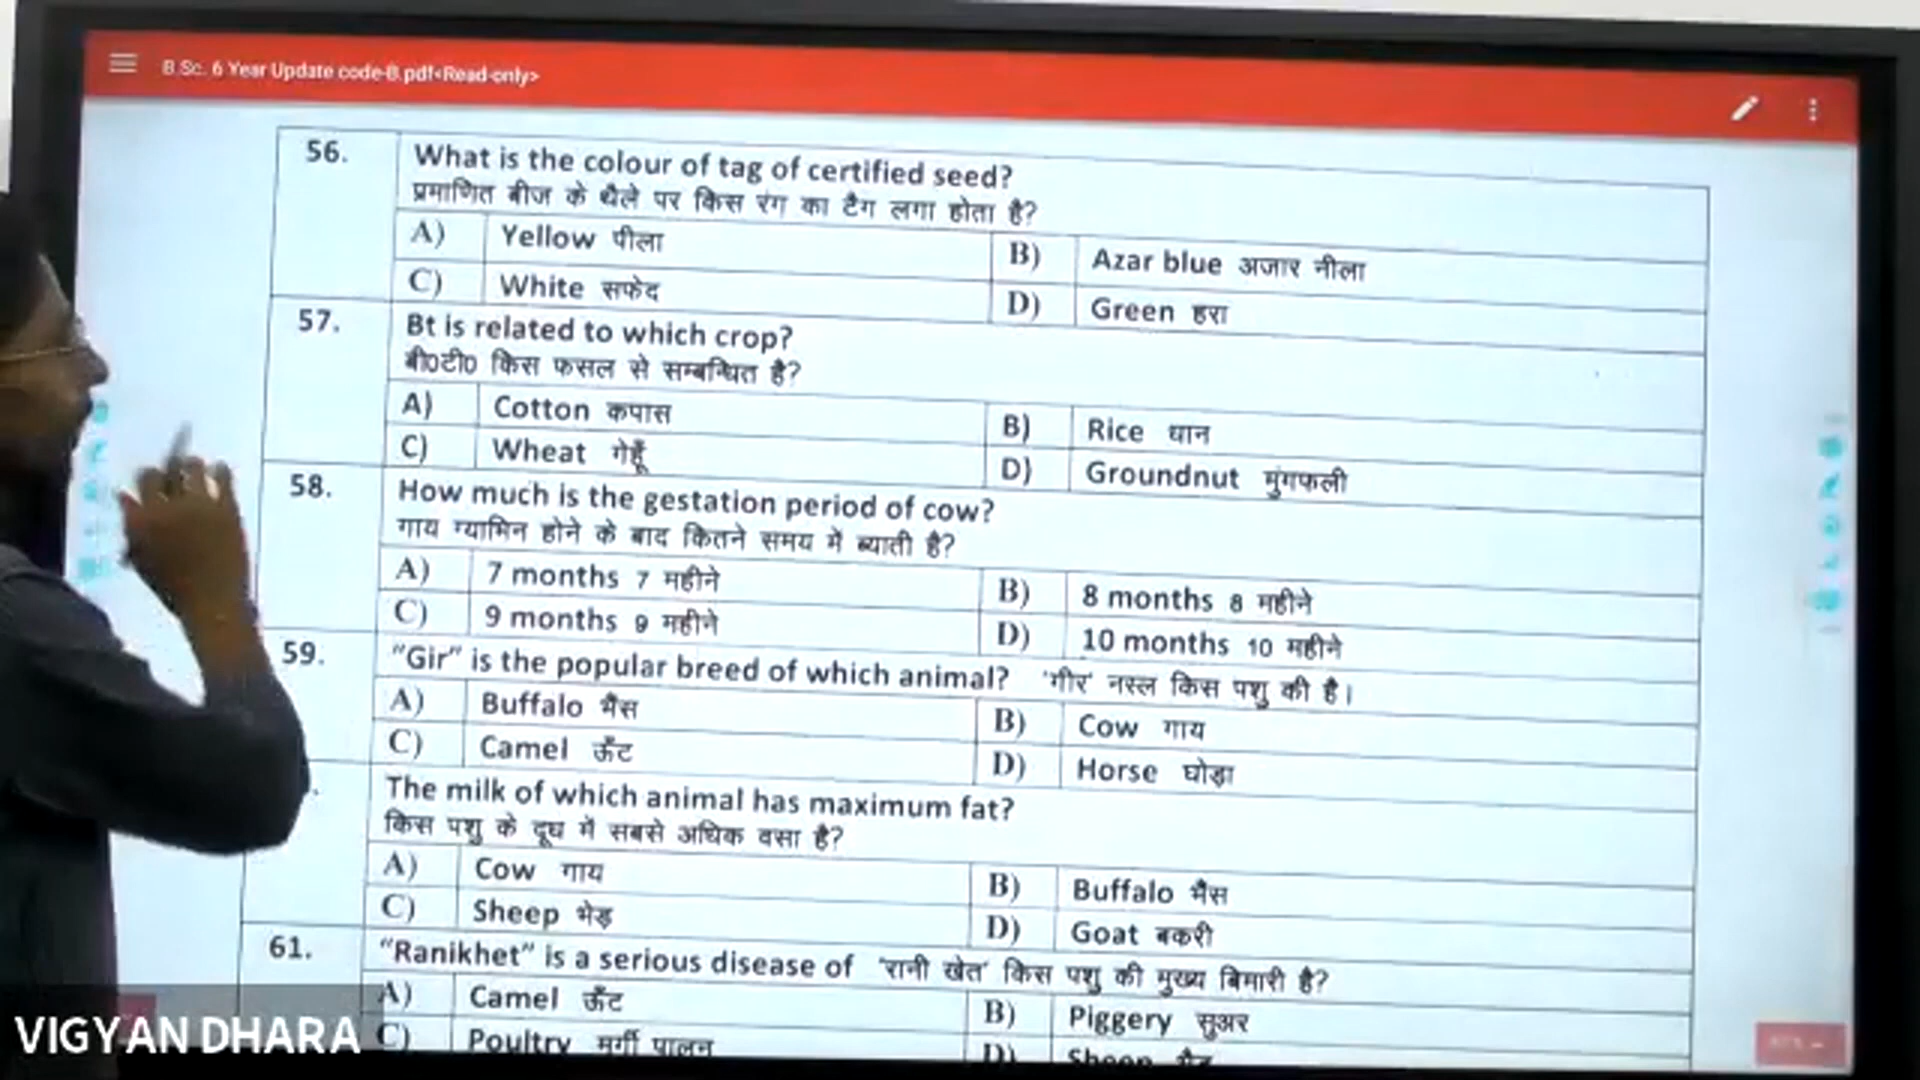 B.Sc. 6 Year Update code-B.pdf<Read-only>
56. What is the colour of tag of certified seed?
प्रमाणित बीज के थैले पर किस रंग का टैग लगा होता है?
A) Yellow पीला B) Azar blue अजार नीला
C) White सफेद D) Green हरा
57. Bt is related to which crop?
बी0टी0 किस फसल से सम्बन्धित है?
A) Cotton कपास B) Rice धान
C) Wheat गेहूँ D) Groundnut मुंगफली
58. How much is the gestation period of cow?
गाय ग्यामिन होने के बाद कितने समय में ब्याती है?
A) 7 months 7 महीने B) 8 months 8 महीने
C) 9 months 9 महीने D) 10 months 10 महीने
59. “Gir” is the popular breed of which animal? 'गीर' नस्ल किस पशु की है।
A) Buffalo भैंस B) Cow गाय
C) Camel ऊँट D) Horse घोड़ा
The milk of which animal has maximum fat?
किस पशु के दूध में सबसे अधिक वसा है?
A) Cow गाय B) Buffalo भैंस
C) Sheep भेड़ D) Goat बकरी
61. “Ranikhet” is a serious disease of 'रानी खेत' किस पशु की मुख्य बिमारी है?
A) Camel ऊँट B) Piggery सुअर
C) Poultry मुर्गी पालन D) Sheep
VIGYAN DHARA